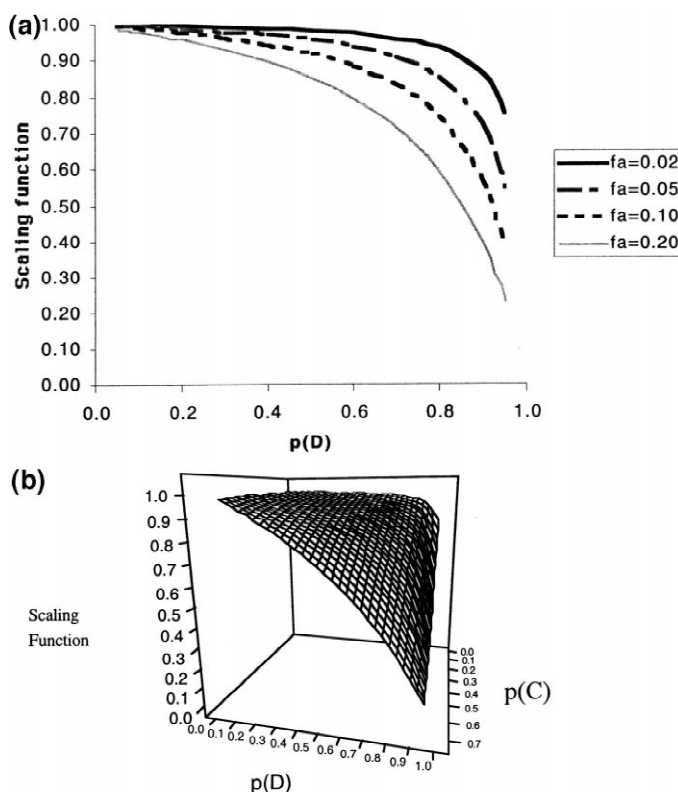 (a)
Scaling function
1.00
0.90
0.80
0.70
0.60
0.50
0.40
0.30
0.20
0.10
0.00
0.0 0.2 0.4 0.6 0.8 1.0
p(D)
fa=0.02
fa=0.05
fa=0.10
fa=0.20
(b)
Scaling
Function
1.0
0.9
0.8
0.7
0.6
0.5
0.4
0.3
0.2
0.1
0.0
0.0 0.1 0.2 0.3 0.4 0.5 0.6 0.7 0.8 0.9 1.0
p(D)
0.0
0.1
0.2
0.3
0.4
0.5
0.6
0.7
p(C)